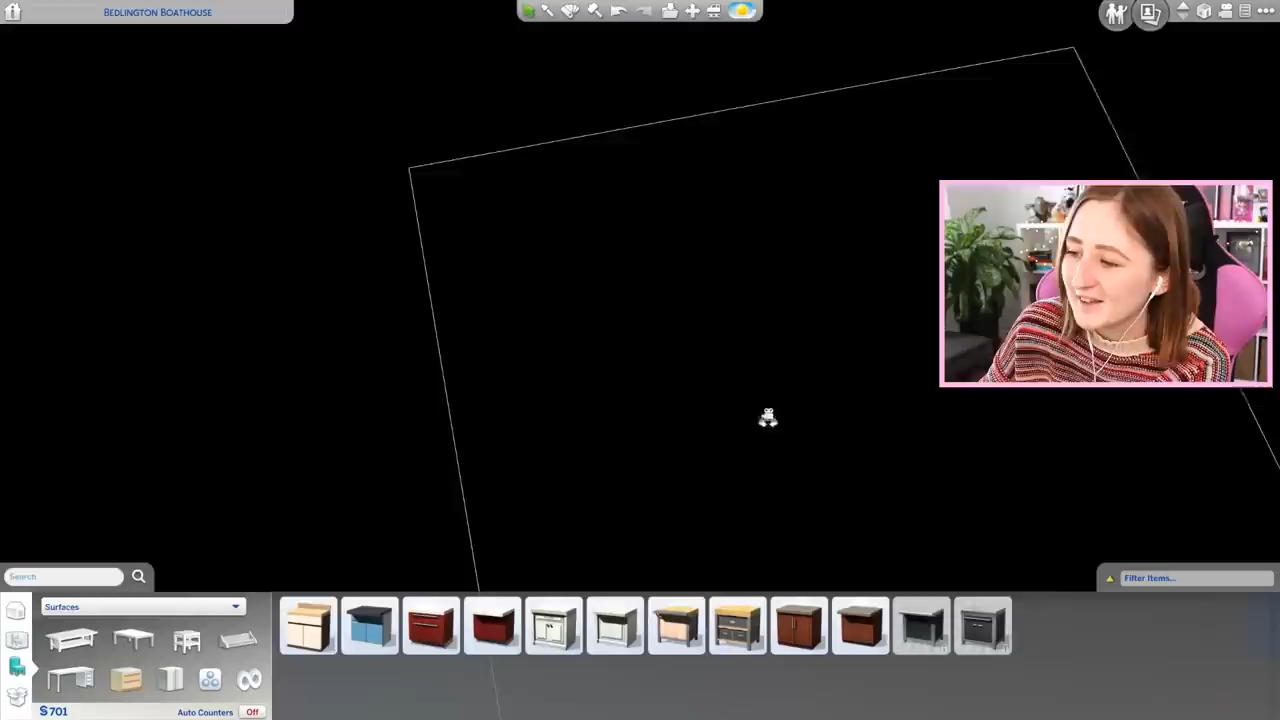 BEDLINGTON BOATHOUSE
Search
Filter Items...
Surfaces
§701
Auto Counters Off